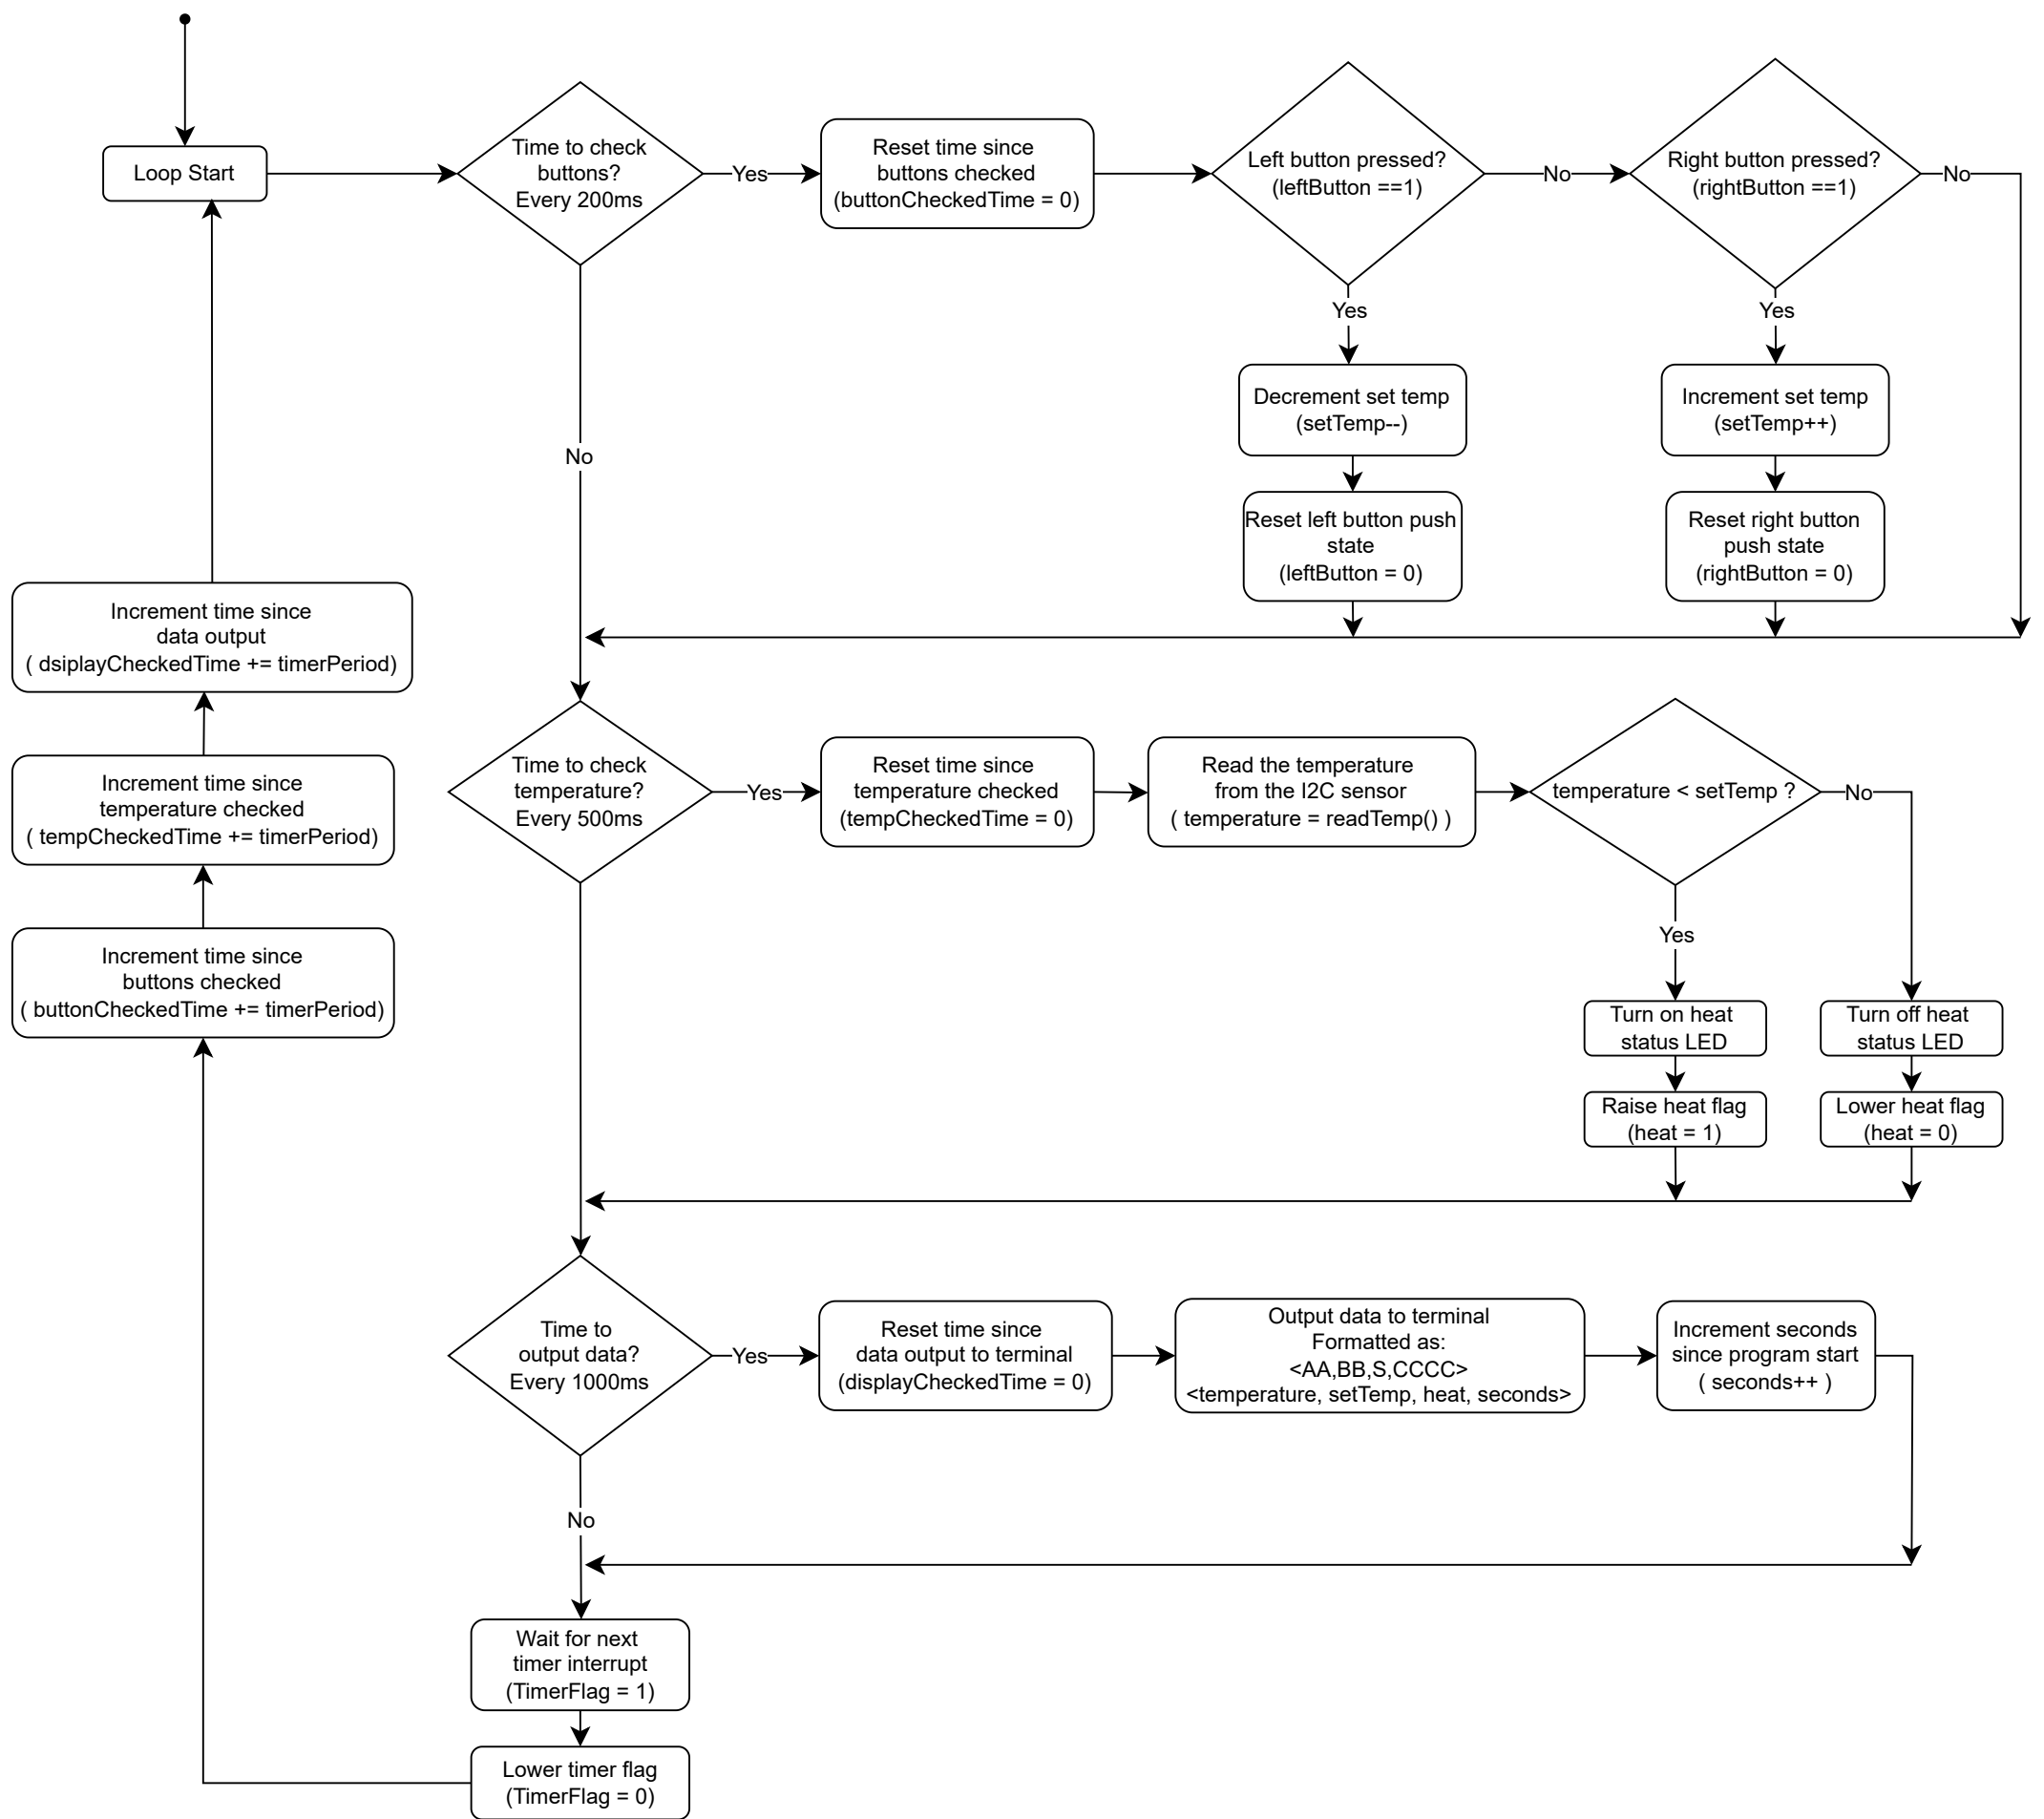 Loop Start
Time to check
buttons?
Every 200ms
Yes
Reset time since
buttons checked
(buttonCheckedTime = 0)
Left button pressed?
(leftButton ==1)
No
Right button pressed?
(rightButton ==1)
No
Yes
Yes
Decrement set temp
(setTemp--)
Increment set temp
(setTemp++)
No
Reset left button push
state
(leftButton = 0)
Reset right button
push state
(rightButton = 0)
Increment time since
data output
( dsiplayCheckedTime += timerPeriod)
Time to check
temperature?
Every 500ms
Yes
Reset time since
temperature checked
(tempCheckedTime = 0)
Read the temperature
from the I2C sensor
( temperature = readTemp() )
temperature < setTemp ?
No
Increment time since
temperature checked
( tempCheckedTime += timerPeriod)
Yes
Increment time since
buttons checked
( buttonCheckedTime += timerPeriod)
Turn on heat
status LED
Turn off heat
status LED
Raise heat flag
(heat = 1)
Lower heat flag
(heat = 0)
Time to
output data?
Every 1000ms
Yes
Reset time since
data output to terminal
(displayCheckedTime = 0)
Output data to terminal
Formatted as:
<AA,BB,S,CCCC>
<temperature, setTemp, heat, seconds>
Increment seconds
since program start
( seconds++ )
No
Wait for next
timer interrupt
(TimerFlag = 1)
Lower timer flag
(TimerFlag = 0)